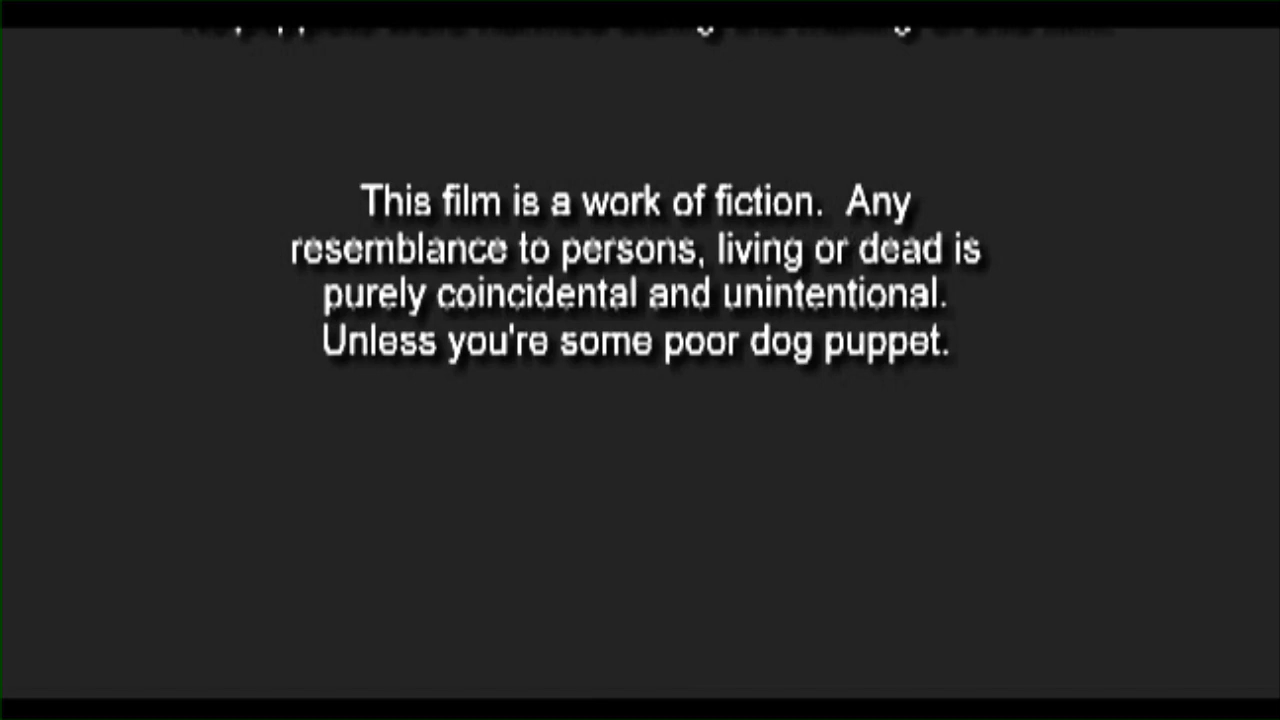 This film is a work of fiction.  Any
resemblance to persons, living or dead is
purely coincidental and unintentional.
Unless you're some poor dog puppet.